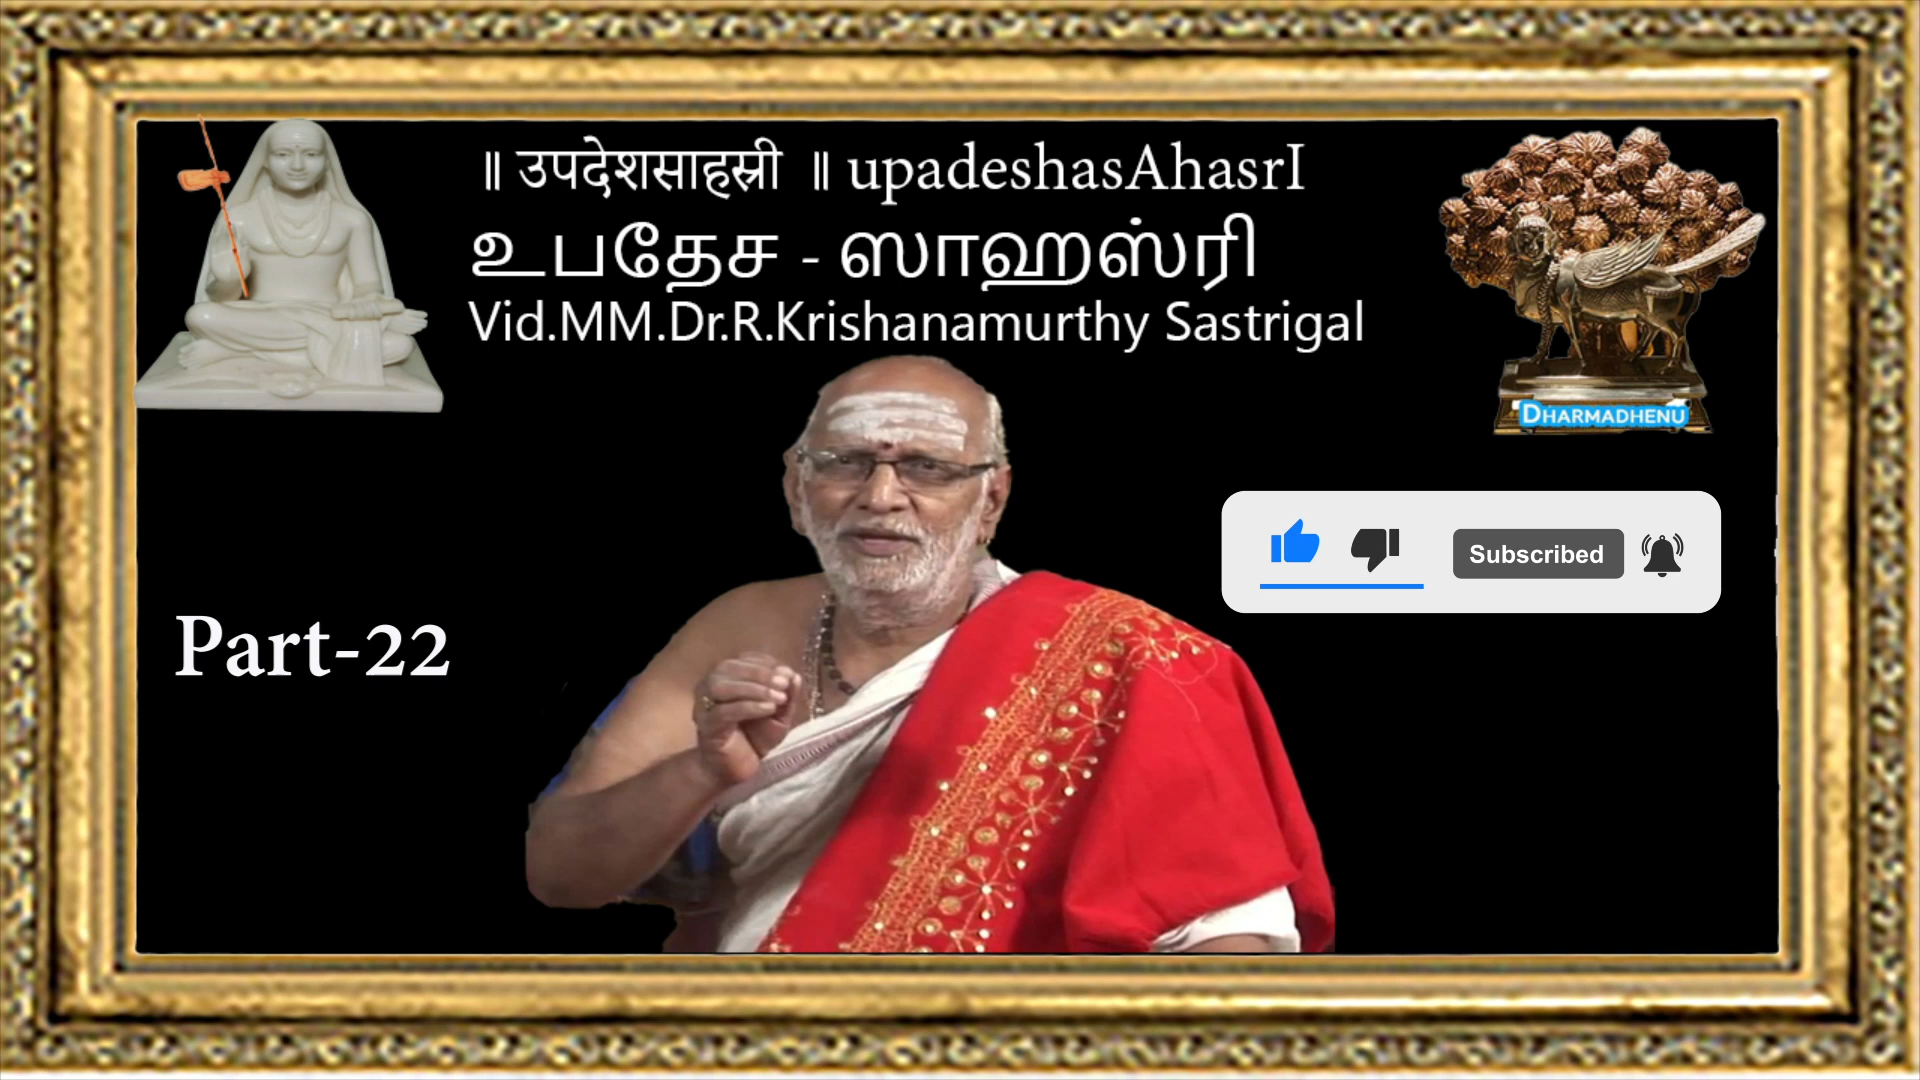 ॥ उपदेशसाहस्री ॥ upadeshasAhasrI
உபதேச - ஸாஹஸ்ரி
Vid.MM.Dr.R.Krishanamurthy Sastrigal
DHARMADHENU
Subscribed
Part-22